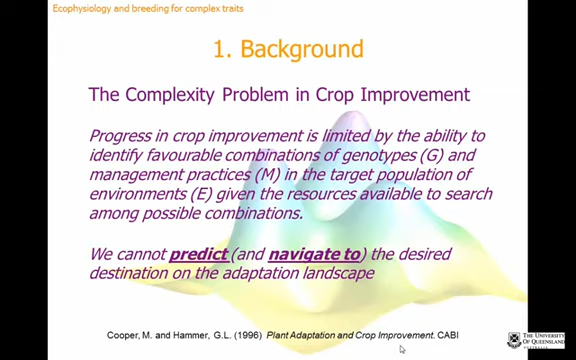 Ecophysiology and breeding for complex traits
1. Background
The Complexity Problem in Crop Improvement
Progress in crop improvement is limited by the ability to
identify favourable combinations of genotypes (G) and
management practices (M) in the target population of
environments (E) given the resources available to search
among possible combinations.
We cannot predict (and navigate to) the desired
destination on the adaptation landscape
Cooper, M. and Hammer, G.L. (1996) Plant Adaptation and Crop Improvement. CABI
THE UNIVERSITY
OF QUEENSLAND
AUSTRALIA